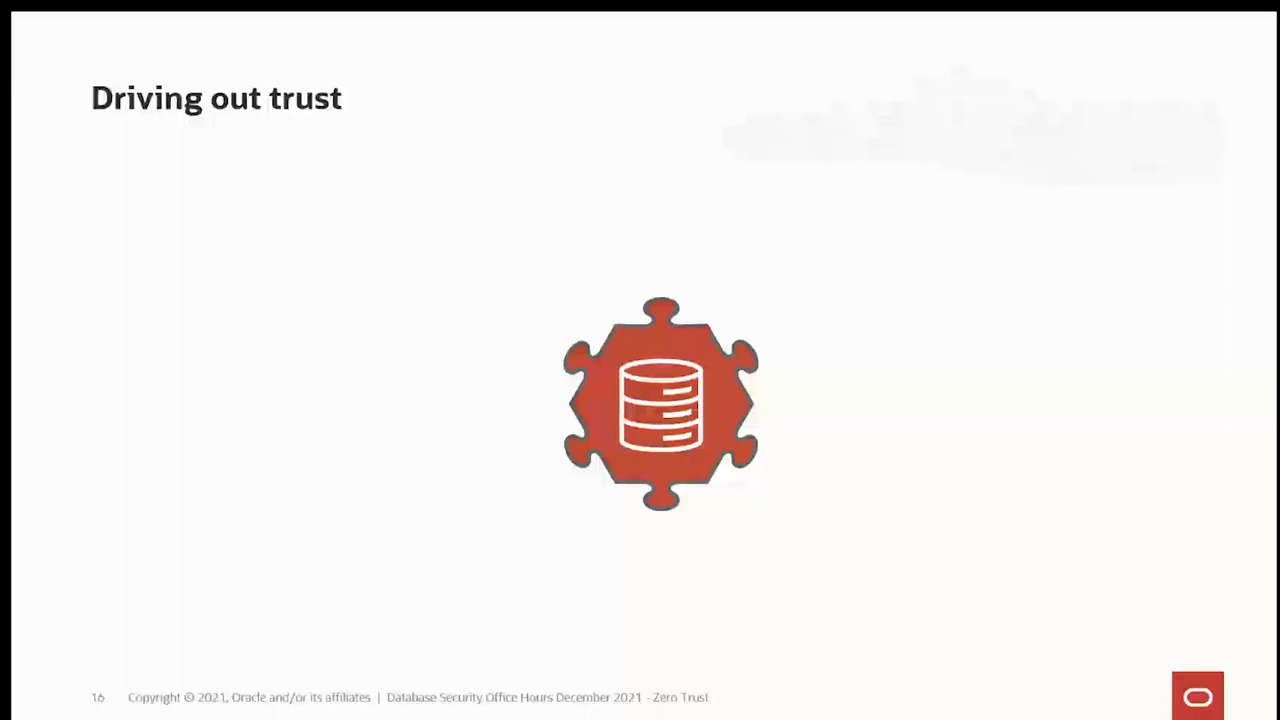 Driving out trust
16 Copyright © 2021, Oracle and/or its affiliates | Database Security Office Hours December 2021 - Zero Trust